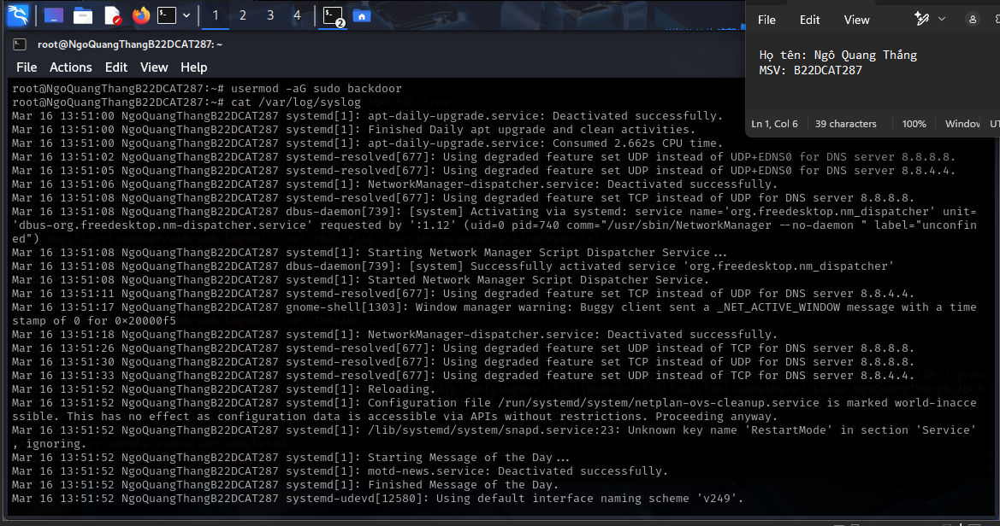 1 2 3 4
2
root@NgoQuangThangB22DCAT287: ~
File Actions Edit View Help
root@NgoQuangThangB22DCAT287:~# usermod -aG sudo backdoor
root@NgoQuangThangB22DCAT287:~# cat /var/log/syslog
Mar 16 13:51:00 NgoQuangThangB22DCAT287 systemd[1]: apt-daily-upgrade.service: Deactivated successfully.
Mar 16 13:51:00 NgoQuangThangB22DCAT287 systemd[1]: Finished Daily apt upgrade and clean activities.
Mar 16 13:51:00 NgoQuangThangB22DCAT287 systemd[1]: apt-daily-upgrade.service: Consumed 2.662s CPU time.
Mar 16 13:51:02 NgoQuangThangB22DCAT287 systemd-resolved[677]: Using degraded feature set UDP instead of UDP+EDNS0 for DNS server 8.8.8.8.
Mar 16 13:51:05 NgoQuangThangB22DCAT287 systemd-resolved[677]: Using degraded feature set UDP instead of UDP+EDNS0 for DNS server 8.8.4.4.
Mar 16 13:51:06 NgoQuangThangB22DCAT287 systemd[1]: NetworkManager-dispatcher.service: Deactivated successfully.
Mar 16 13:51:08 NgoQuangThangB22DCAT287 systemd-resolved[677]: Using degraded feature set TCP instead of UDP for DNS server 8.8.8.8.
Mar 16 13:51:08 NgoQuangThangB22DCAT287 dbus-daemon[739]: [system] Activating via systemd: service name='org.freedesktop.nm_dispatcher' unit=
'dbus-org.freedesktop.nm-dispatcher.service' requested by ':1.12' (uid=0 pid=740 comm="/usr/sbin/NetworkManager --no-daemon " label="unconfin
ed")
Mar 16 13:51:08 NgoQuangThangB22DCAT287 systemd[1]: Starting Network Manager Script Dispatcher Service...
Mar 16 13:51:08 NgoQuangThangB22DCAT287 dbus-daemon[739]: [system] Successfully activated service 'org.freedesktop.nm_dispatcher'
Mar 16 13:51:08 NgoQuangThangB22DCAT287 systemd[1]: Started Network Manager Script Dispatcher Service.
Mar 16 13:51:11 NgoQuangThangB22DCAT287 systemd-resolved[677]: Using degraded feature set TCP instead of UDP for DNS server 8.8.4.4.
Mar 16 13:51:17 NgoQuangThangB22DCAT287 gnome-shell[1303]: Window manager warning: Buggy client sent a _NET_ACTIVE_WINDOW message with a time
stamp of 0 for 0×20000f5
Mar 16 13:51:18 NgoQuangThangB22DCAT287 systemd[1]: NetworkManager-dispatcher.service: Deactivated successfully.
Mar 16 13:51:26 NgoQuangThangB22DCAT287 systemd-resolved[677]: Using degraded feature set UDP instead of TCP for DNS server 8.8.8.8.
Mar 16 13:51:30 NgoQuangThangB22DCAT287 systemd-resolved[677]: Using degraded feature set TCP instead of UDP for DNS server 8.8.8.8.
Mar 16 13:51:33 NgoQuangThangB22DCAT287 systemd-resolved[677]: Using degraded feature set UDP instead of TCP for DNS server 8.8.4.4.
Mar 16 13:51:52 NgoQuangThangB22DCAT287 systemd[1]: Reloading.
Mar 16 13:51:52 NgoQuangThangB22DCAT287 systemd[1]: Configuration file /run/systemd/system/netplan-ovs-cleanup.service is marked world-inacce
ssible. This has no effect as configuration data is accessible via APIs without restrictions. Proceeding anyway.
Mar 16 13:51:52 NgoQuangThangB22DCAT287 systemd[1]: /lib/systemd/system/snapd.service:23: Unknown key name 'RestartMode' in section 'Service'
, ignoring.
Mar 16 13:51:52 NgoQuangThangB22DCAT287 systemd[1]: Starting Message of the Day...
Mar 16 13:51:52 NgoQuangThangB22DCAT287 systemd[1]: motd-news.service: Deactivated successfully.
Mar 16 13:51:52 NgoQuangThangB22DCAT287 systemd[1]: Finished Message of the Day.
Mar 16 13:51:52 NgoQuangThangB22DCAT287 systemd-udevd[12580]: Using default interface naming scheme 'v249'.
File Edit View
Họ tên: Ngô Quang Thắng
MSV: B22DCAT287
Ln 1, Col 6 39 characters 100% Window UT